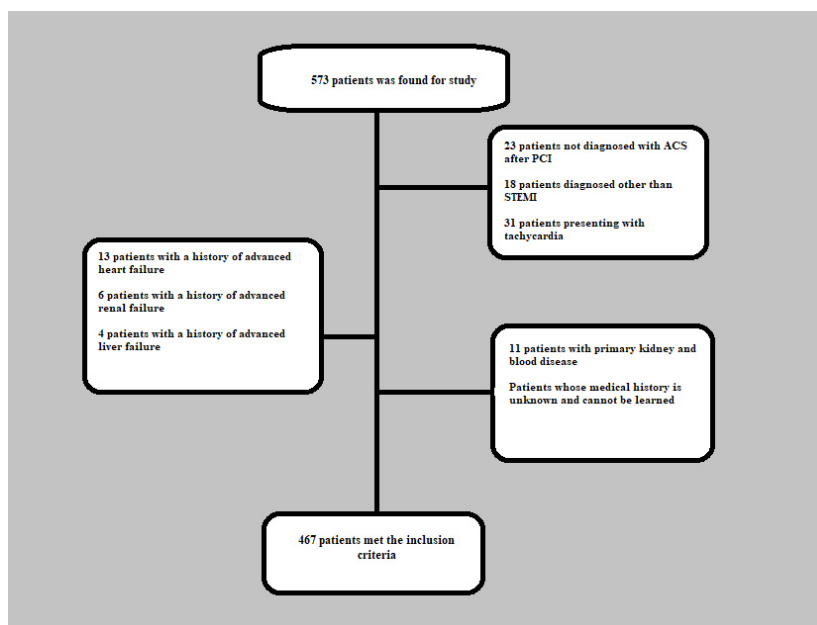 573 patients was found for study
23 patients not diagnosed with ACS
after PCI
18 patients diagnosed other than
STEMI
31 patients presenting with
tachycardia
13 patients with a history of advanced
heart failure
6 patients with a history of advanced
renal failure
4 patients with a history of advanced
liver failure
11 patients with primary kidney and
blood disease
Patients whose medical history is
unknown and cannot be learned
467 patients met the inclusion
criteria